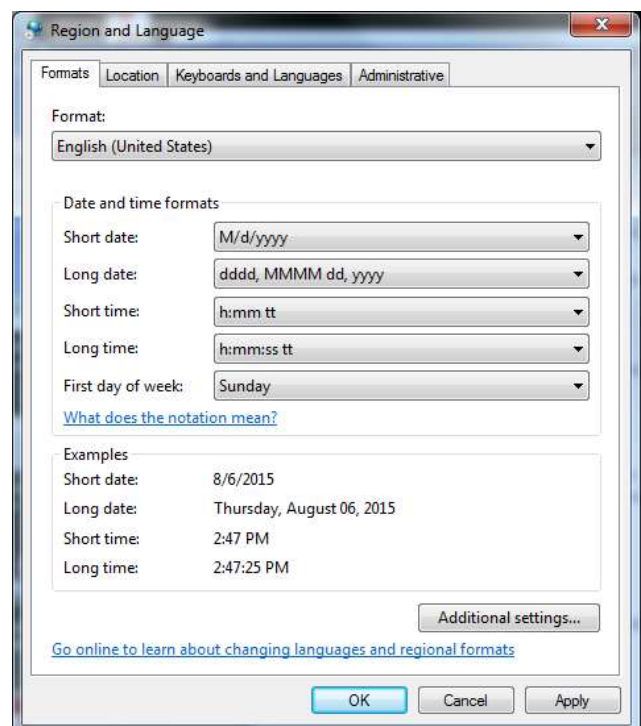 Region and Language
Formats Location Keyboards and Languages Administrative
Format:
English (United States)
Date and time formats
Short date: M/d/yyyy
Long date: dddd, MMMM dd, yyyy
Short time: h:mm tt
Long time: h:mm:ss tt
First day of week: Sunday
What does the notation mean?
Examples
Short date: 8/6/2015
Long date: Thursday, August 06, 2015
Short time: 2:47 PM
Long time: 2:47:25 PM
Additional settings...
Go online to learn about changing languages and regional formats
OK Cancel Apply